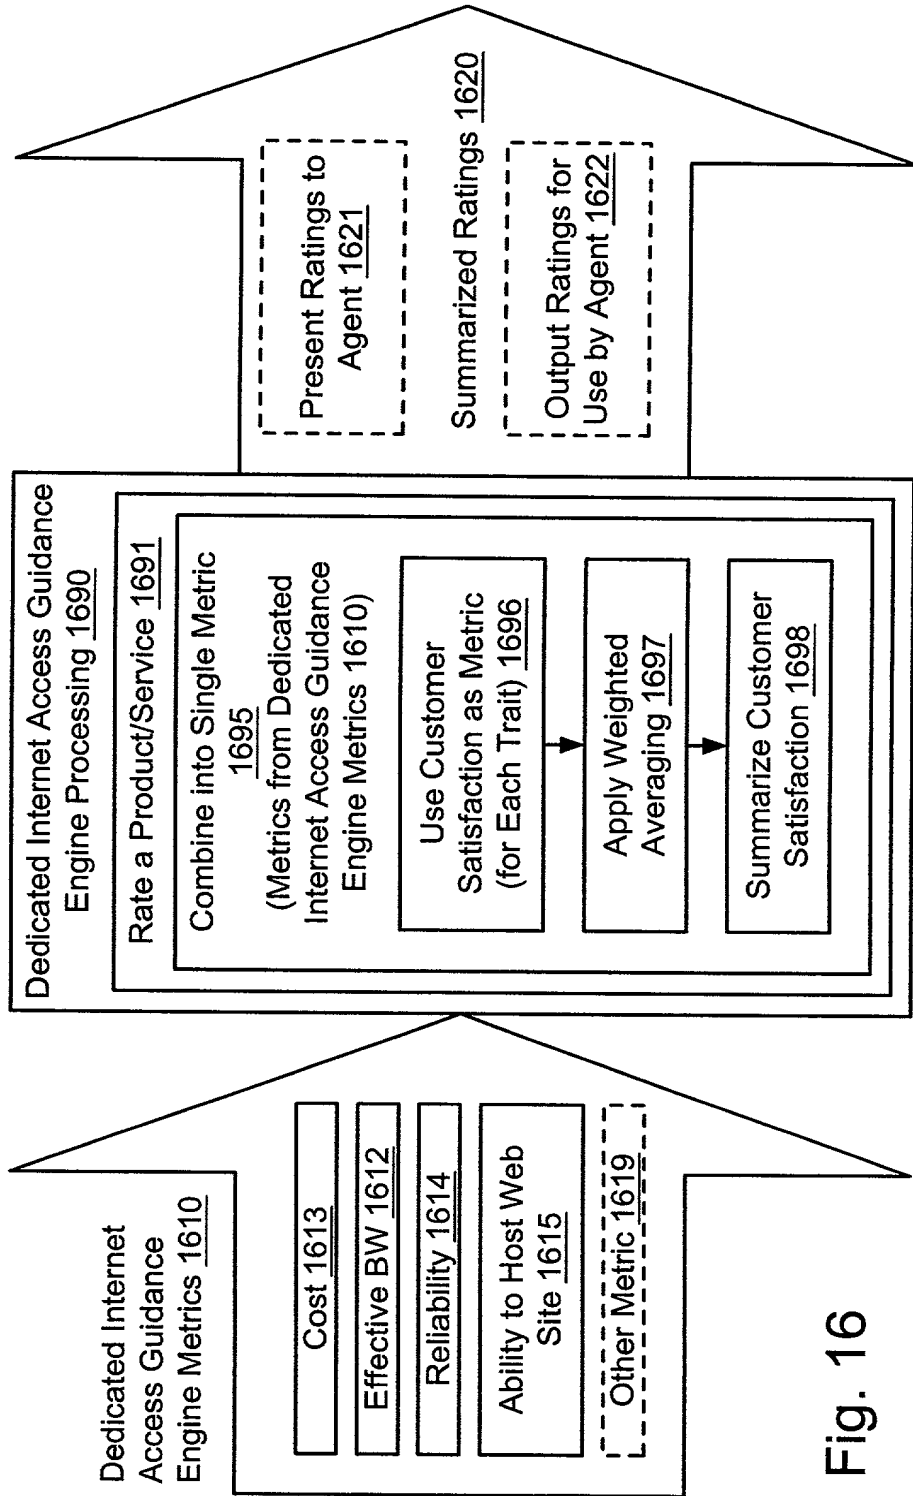 Dedicated Internet
Access Guidance
Engine Metrics 1610
Cost 1613
Effective BW 1612
Reliability 1614
Ability to Host Web
Site 1615
Other Metric 1619
Dedicated Internet Access Guidance
Engine Processing 1690
Rate a Product/Service 1691
Combine into Single Metric
1695
(Metrics from Dedicated
Internet Access Guidance
Engine Metrics 1610)
Use Customer
Satisfaction as Metric
(for Each Trait) 1696
Apply Weighted
Averaging 1697
Summarize Customer
Satisfaction 1698
Present Ratings to
Agent 1621
Summarized Ratings 1620
Output Ratings for
Use by Agent 1622
Fig. 16